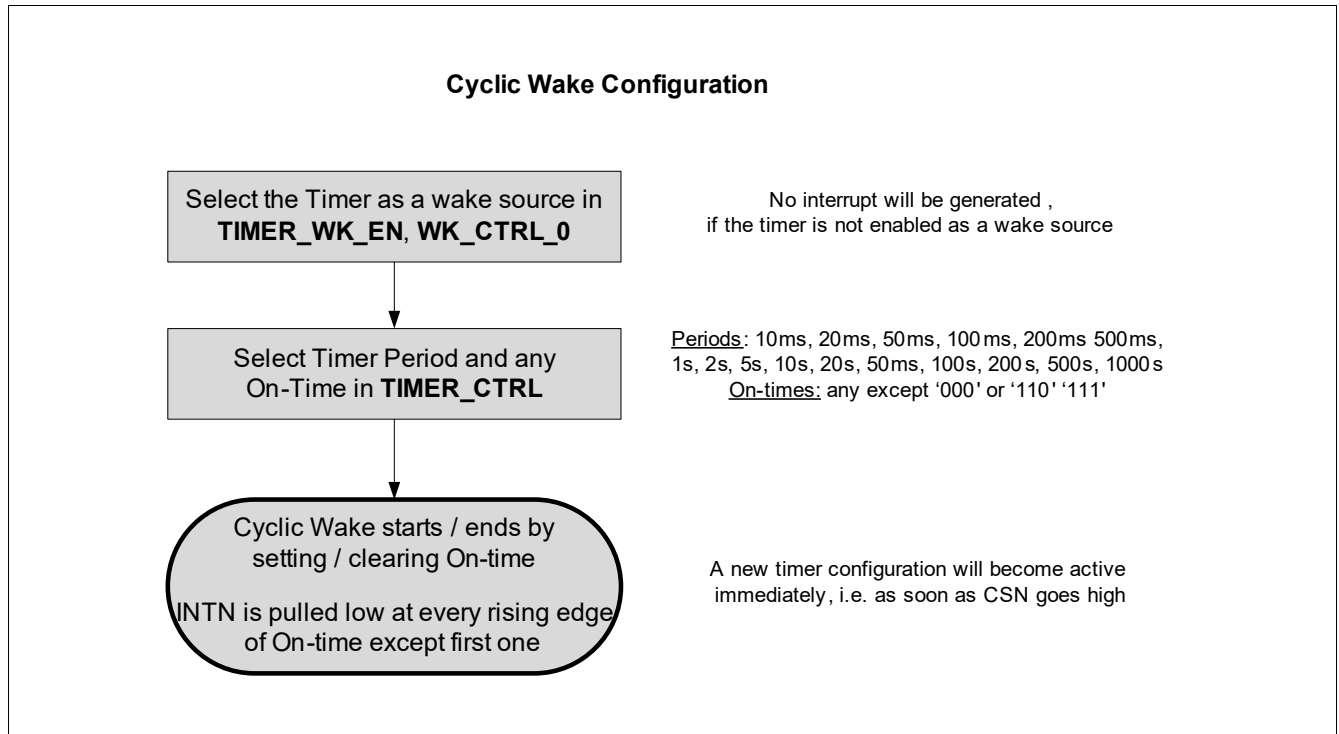 Cyclic Wake Configuration
Select the Timer as a wake source in
TIMER_WK_EN, WK_CTRL_0
No interrupt will be generated ,
if the timer is not enabled as a wake source
Select Timer Period and any
On-Time in TIMER_CTRL
Periods: 10ms, 20ms, 50ms, 100ms, 200ms 500ms,
1s, 2s, 5s, 10s, 20s, 50ms, 100s, 200s, 500s, 1000s
On-times: any except ‘000' or ‘110' ‘111'
Cyclic Wake starts / ends by
setting / clearing On-time
INTN is pulled low at every rising edge
of On-time except first one
A new timer configuration will become active
immediately, i.e. as soon as CSN goes high